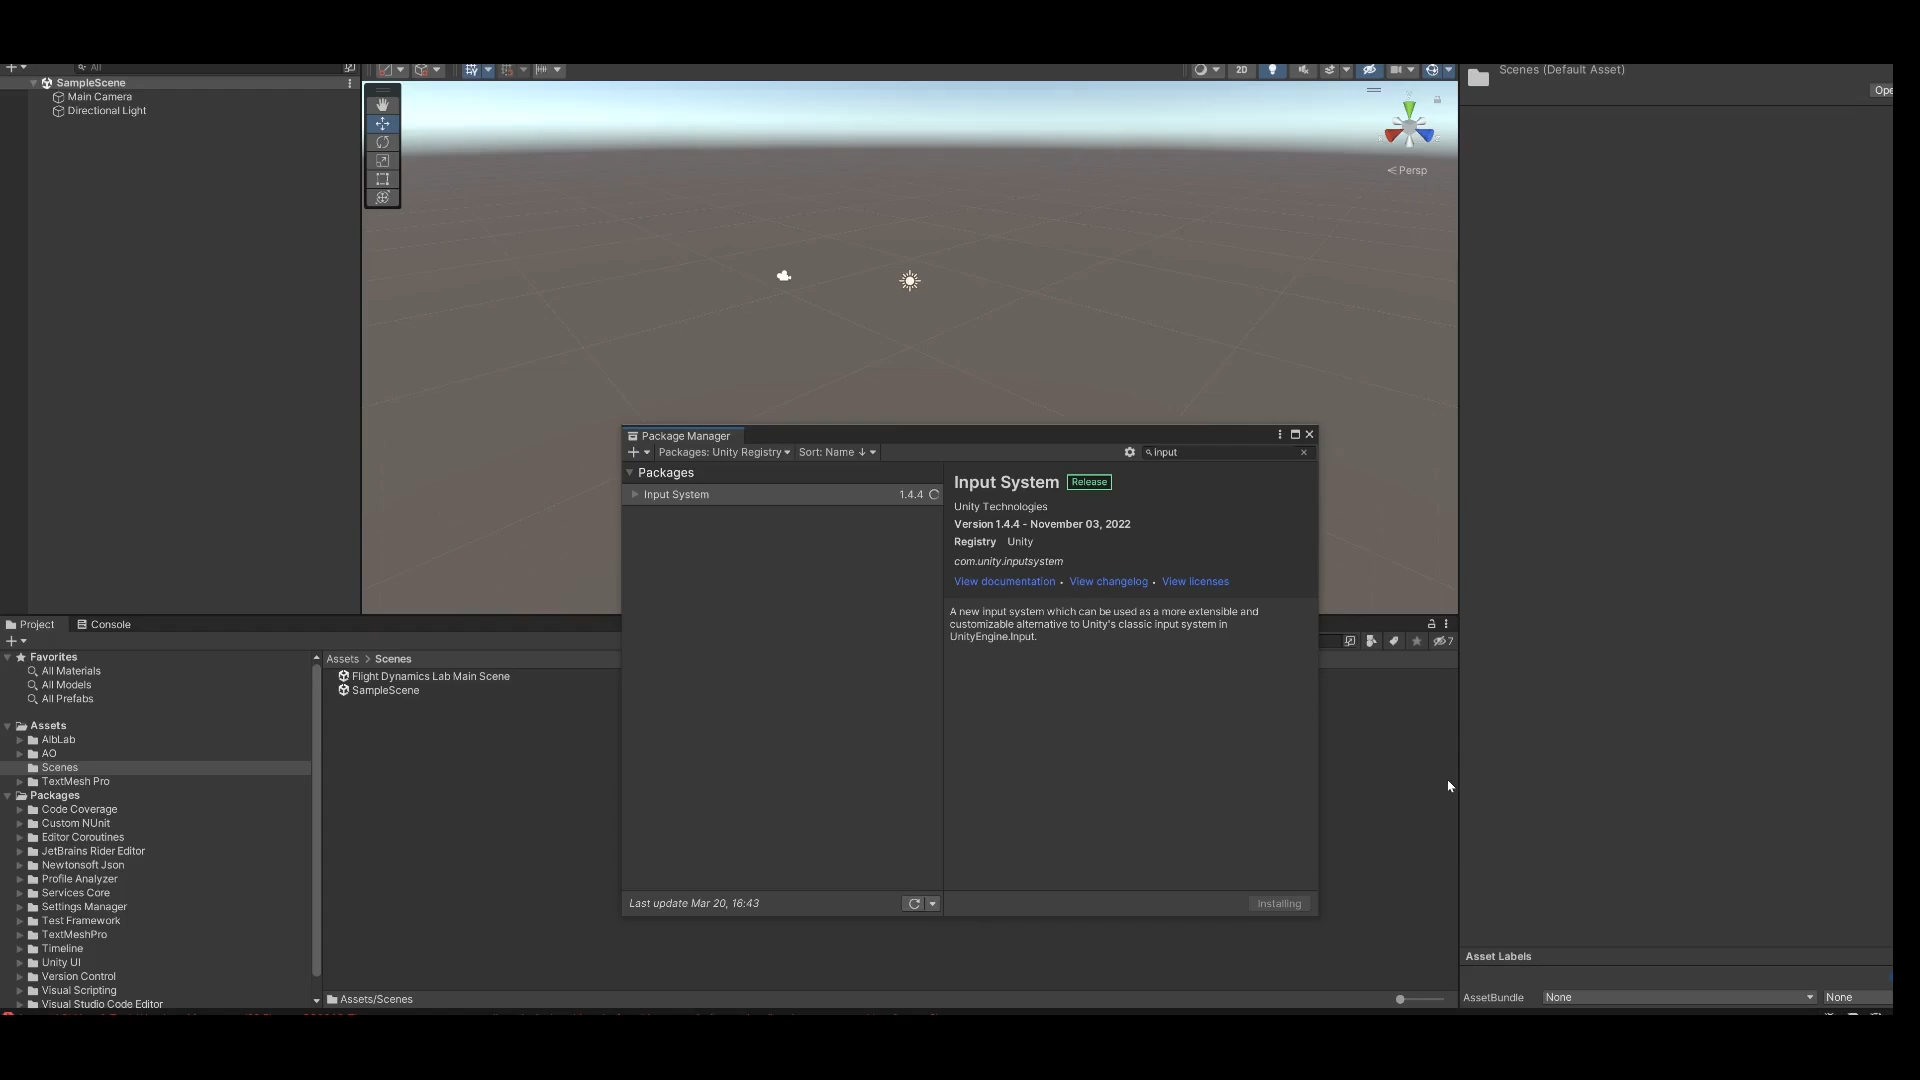 All
SampleScene
Main Camera
Directional Light
2D
Persp
Scenes (Default Asset)
Ope
Package Manager
Packages: Unity Registry
Sort: Name ↓
input
Packages
Input System 1.4.4
Input System Release
Unity Technologies
Version 1.4.4 - November 03, 2022
Registry Unity
com.unity.inputsystem
View documentation • View changelog • View licenses
A new input system which can be used as a more extensible and
customizable alternative to Unity's classic input system in
UnityEngine.Input.
Last update Mar 20, 16:43
Installing
Project
Console
7
Favorites
All Materials
All Models
All Prefabs
Assets
AlbLab
AO
Scenes
TextMesh Pro
Packages
Code Coverage
Custom NUnit
Editor Coroutines
JetBrains Rider Editor
Newtonsoft Json
Profile Analyzer
Services Core
Settings Manager
Test Framework
TextMeshPro
Timeline
Unity UI
Version Control
Visual Scripting
Visual Studio Code Editor
Assets > Scenes
Flight Dynamics Lab Main Scene
SampleScene
Assets/Scenes
Asset Labels
AssetBundle None None